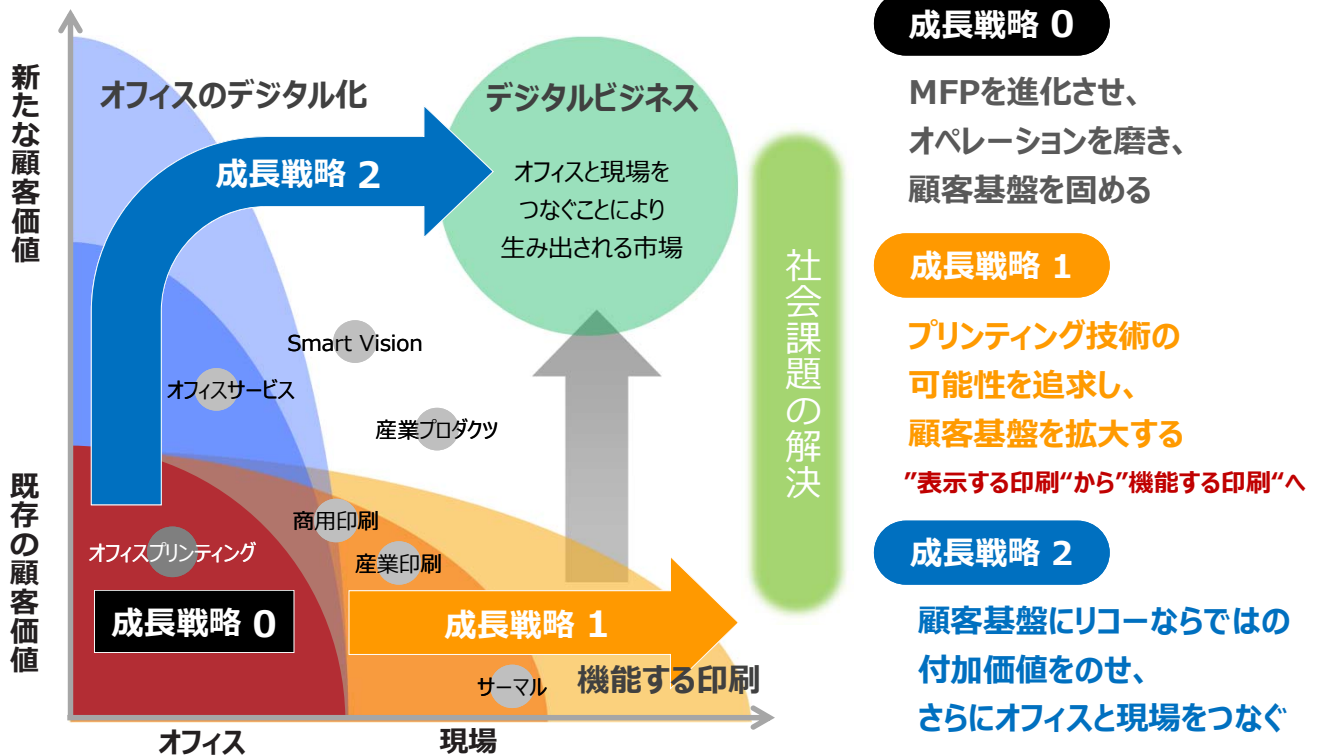 新たな顧客価値
既存の顧客価値
オフィスのデジタル化
成長戦略 2
デジタルビジネス
オフィスと現場を
つなぐことにより
生み出される市場
Smart Vision
オフィスサービス
産業プロダクツ
商用印刷
オフィスプリンティング
産業印刷
成長戦略 0
成長戦略 1
サーマル
機能する印刷
オフィス
現場
社会課題の解決
成長戦略 0
MFPを進化させ、
オペレーションを磨き、
顧客基盤を固める
成長戦略 1
プリンティング技術の
可能性を追求し、
顧客基盤を拡大する
”表示する印刷“から”機能する印刷“へ
成長戦略 2
顧客基盤にリコーならではの
付加価値をのせ、
さらにオフィスと現場をつなぐ